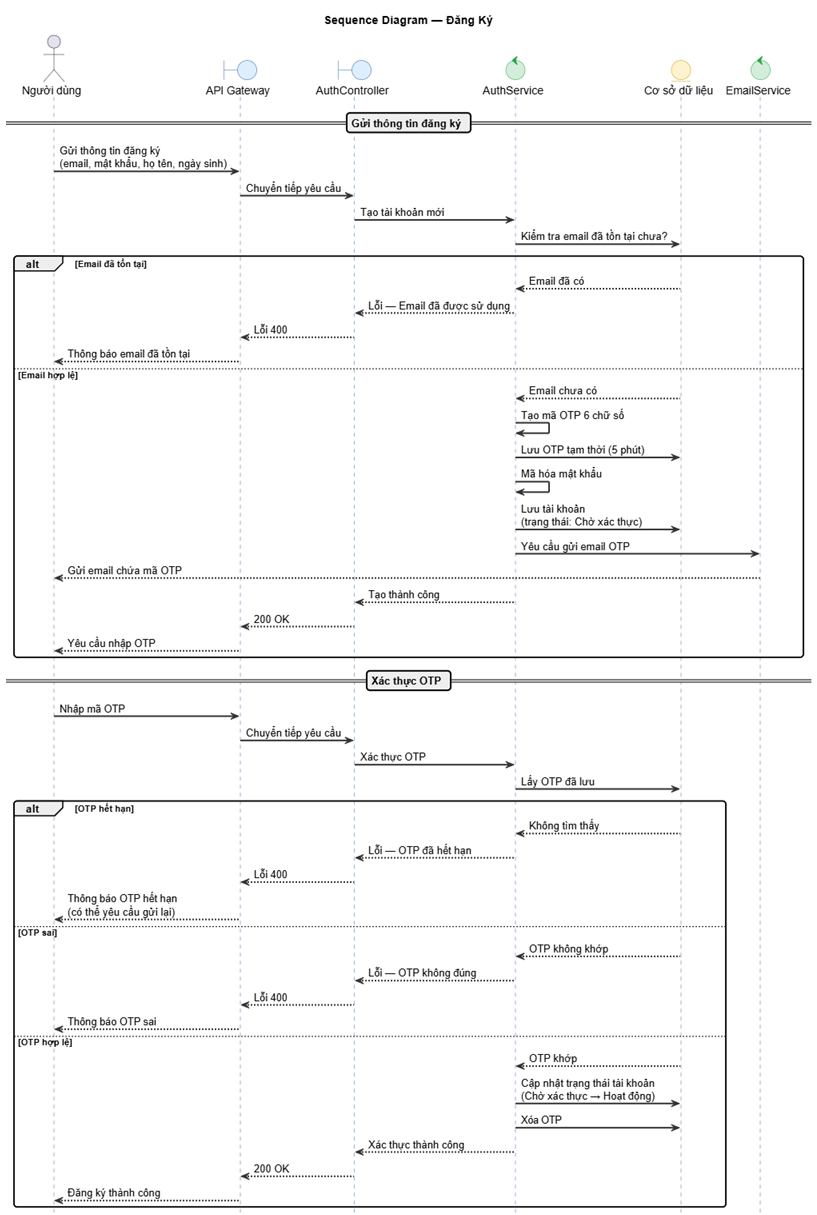 Sequence Diagram — Đăng Ký
Người dùng
API Gateway
AuthController
AuthService
Cơ sở dữ liệu
EmailService
Gửi thông tin đăng ký
Gửi thông tin đăng ký
(email, mật khẩu, họ tên, ngày sinh)
Chuyển tiếp yêu cầu
Tạo tài khoản mới
Kiểm tra email đã tồn tại chưa?
alt
[Email đã tồn tại]
Email đã có
Lỗi — Email đã được sử dụng
Lỗi 400
Thông báo email đã tồn tại
[Email hợp lệ]
Email chưa có
Tạo mã OTP 6 chữ số
Lưu OTP tạm thời (5 phút)
Mã hóa mật khẩu
Lưu tài khoản
(trạng thái: Chờ xác thực)
Yêu cầu gửi email OTP
Gửi email chứa mã OTP
Tạo thành công
200 OK
Yêu cầu nhập OTP
Xác thực OTP
Nhập mã OTP
Chuyển tiếp yêu cầu
Xác thực OTP
Lấy OTP đã lưu
alt
[OTP hết hạn]
Không tìm thấy
Lỗi — OTP đã hết hạn
Lỗi 400
Thông báo OTP hết hạn
(có thể yêu cầu gửi lại)
[OTP sai]
OTP không khớp
Lỗi — OTP không đúng
Lỗi 400
Thông báo OTP sai
[OTP hợp lệ]
OTP khớp
Cập nhật trạng thái tài khoản
(Chờ xác thực → Hoạt động)
Xóa OTP
Xác thực thành công
200 OK
Đăng ký thành công